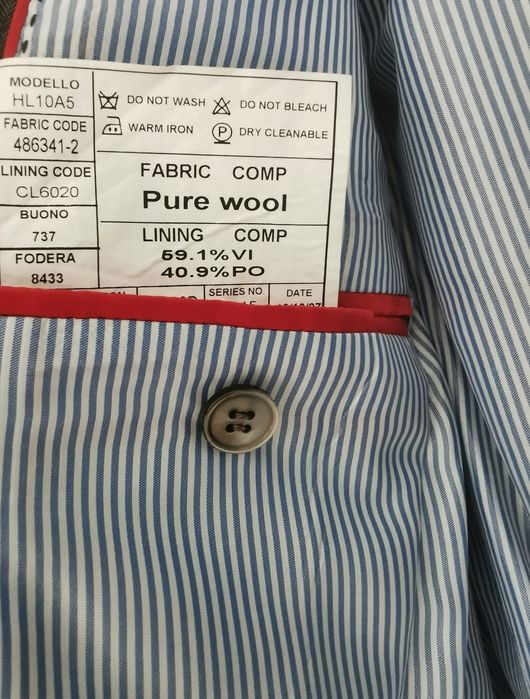 MODELLO
HL10A5
FABRIC CODE
486341-2
LINING CODE
CL6020
BUONO
737
FODERA
8433
DO NOT WASH
DO NOT BLEACH
WARM IRON
P
DRY CLEANABLE
FABRIC COMP
Pure wool
LINING COMP
59.1%VI
40.9%PO
SERIES NO.
DATE